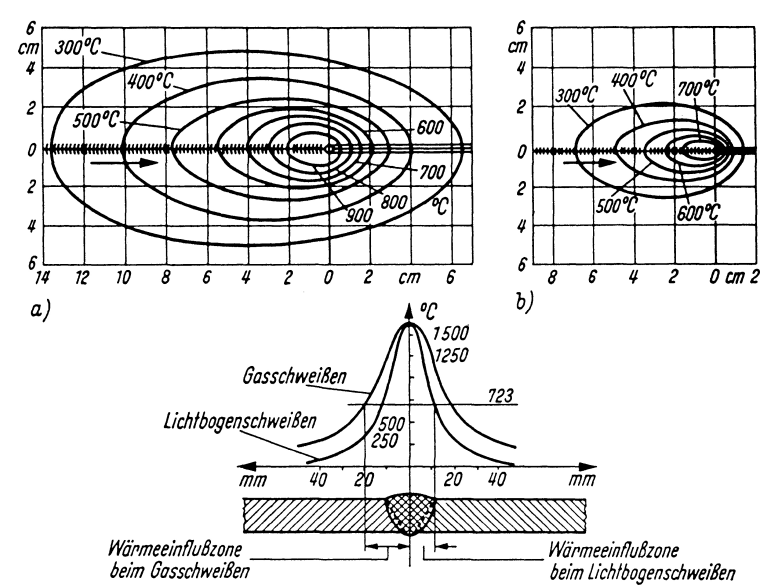 6
cm
4
2
0
2
4
6
300°C
400°C
500°C
600
700
800
900
°C
14 12 10 8 6 4 2 0 2 cm 6
a)
6
cm
4
2
0
2
4
6
300°C
400°C
700°C
500°C
600°C
8 6 4 2 0 cm 2
b)
°C
1500
1250
Gasschweißen
723
Lichtbogenschweißen
500
250
mm 40 20 20 40 mm
Wärmeeinflußzone
beim Gasschweißen
Wärmeeinflußzone
beim Lichtbogenschweißen